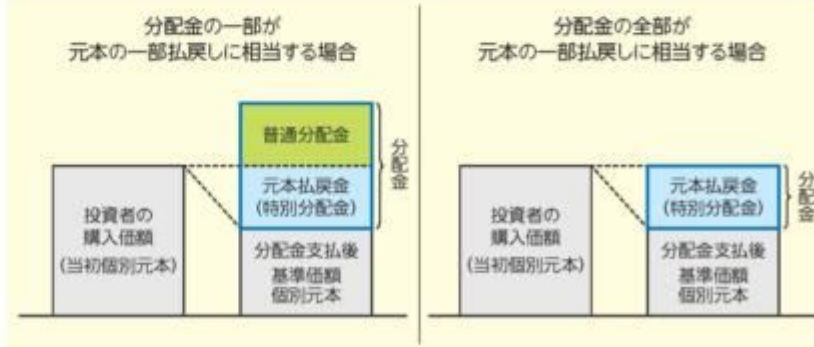 分配金の一部が
元本の一部払戻しに相当する場合
普通分配金
元本払戻金
(特別分配金)
分配金
投資者の
購入価額
(当初個別元本)
分配金支払後
基準価額
個別元本
分配金の全部が
元本の一部払戻しに相当する場合
元本払戻金
(特別分配金)
分配金
投資者の
購入価額
(当初個別元本)
分配金支払後
基準価額
個別元本